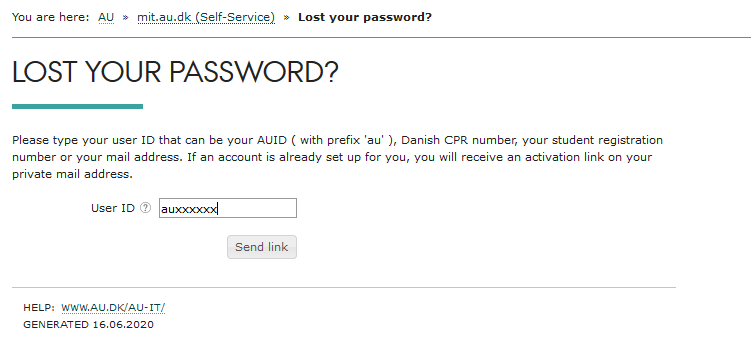 You are here: AU » mit.au.dk (Self-Service) » Lost your password?
LOST YOUR PASSWORD?
Please type your user ID that can be your AUID ( with prefix 'au' ), Danish CPR number, your student registration
number or your mail address. If an account is already set up for you, you will receive an activation link on your
private mail address.
User ID ? auxxxxxx
Send link
HELP: WWW.AU.DK/AU-IT/
GENERATED 16.06.2020